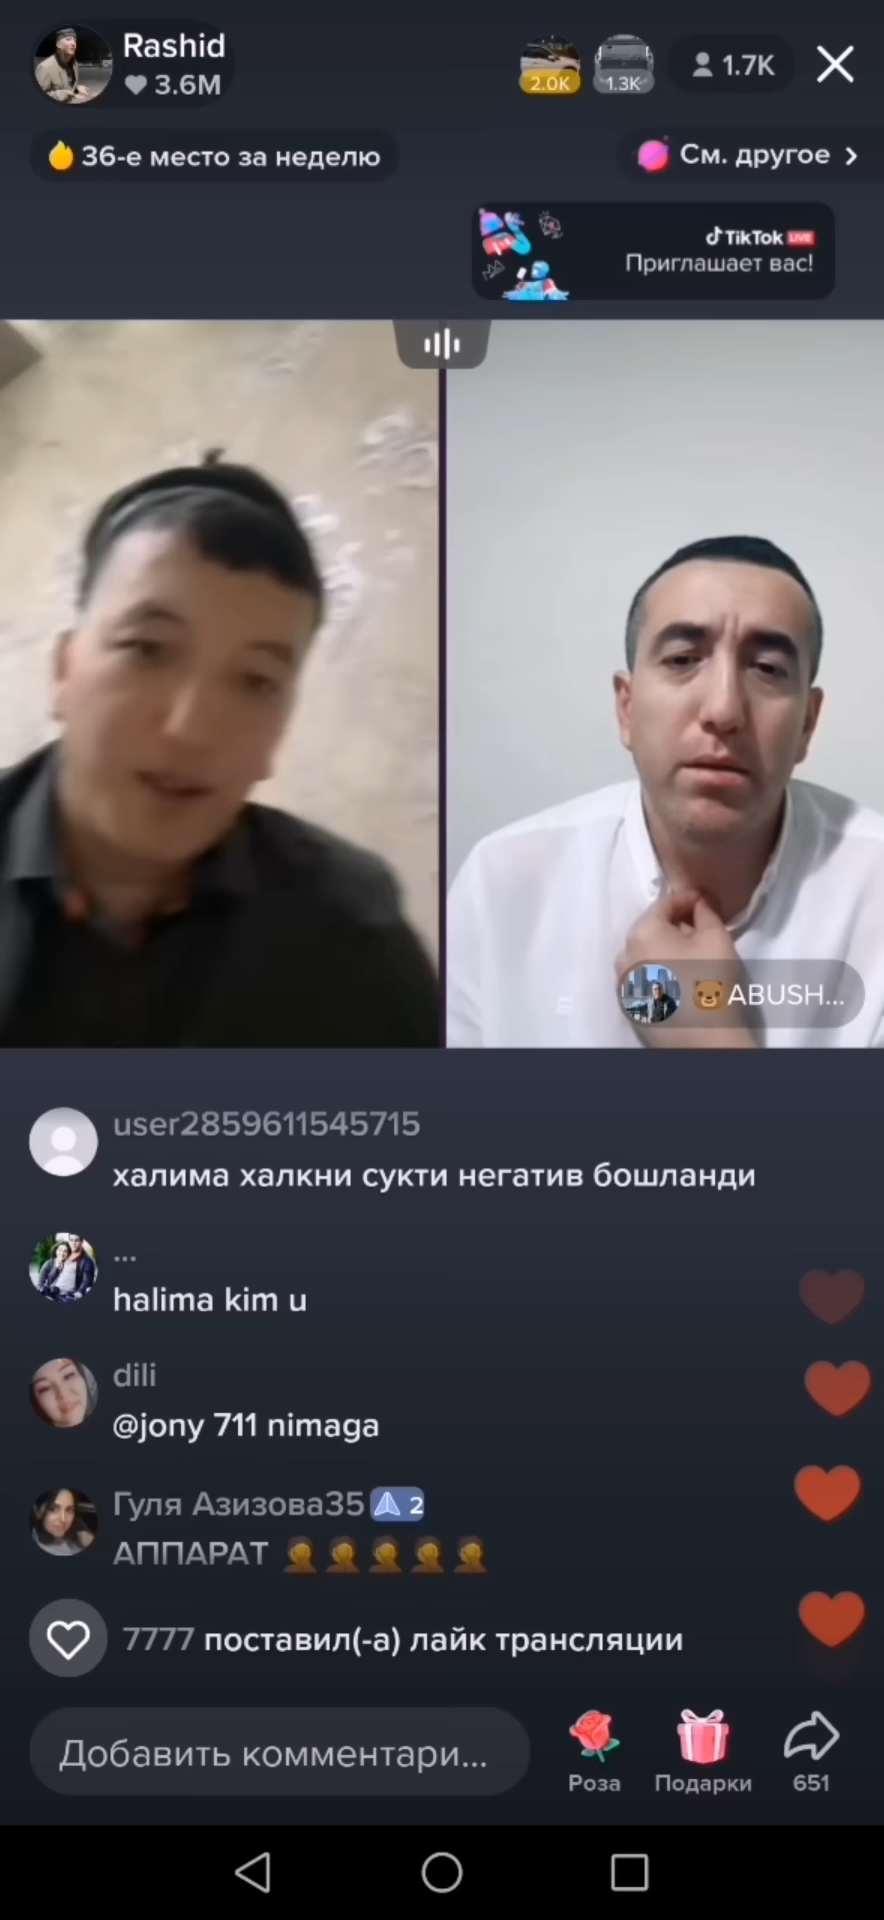 Rashid
3.6M
2.0K
1.3K
1.7K
36-е место за неделю
См. другое
TikTok LIVE
Приглашает вас!
ABUSH...
user2859611545715
халима халкни сукти негатив бошланди
...
halima kim u
dili
@jony 711 nimaga
Гуля Азизова35 2
АППАРАТ 🤦🤦🤦🤦🤦
7777 поставил(-а) лайк трансляции
Добавить комментари...
Роза
Подарки
651